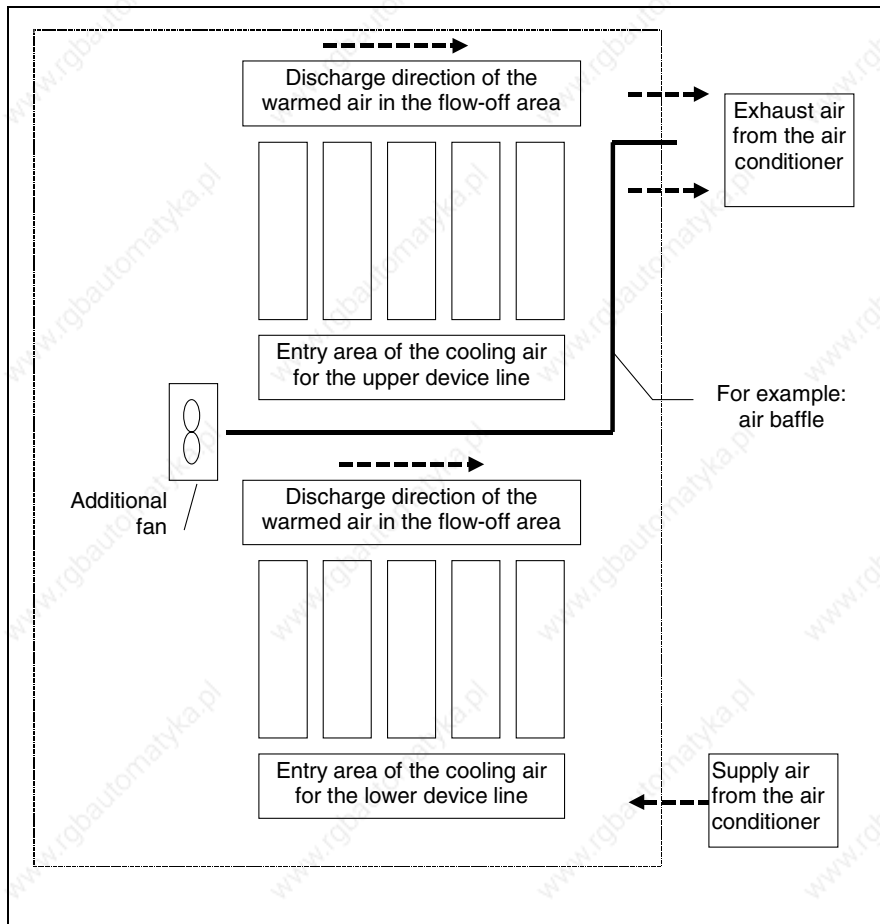 Discharge direction of the
warmed air in the flow-off area
Exhaust air
from the air
conditioner
Entry area of the cooling air
for the upper device line
For example:
air baffle
Additional
fan
Discharge direction of the
warmed air in the flow-off area
Entry area of the cooling air
for the lower device line
Supply air
from the air
conditioner
www.rgbautomatyka.pl